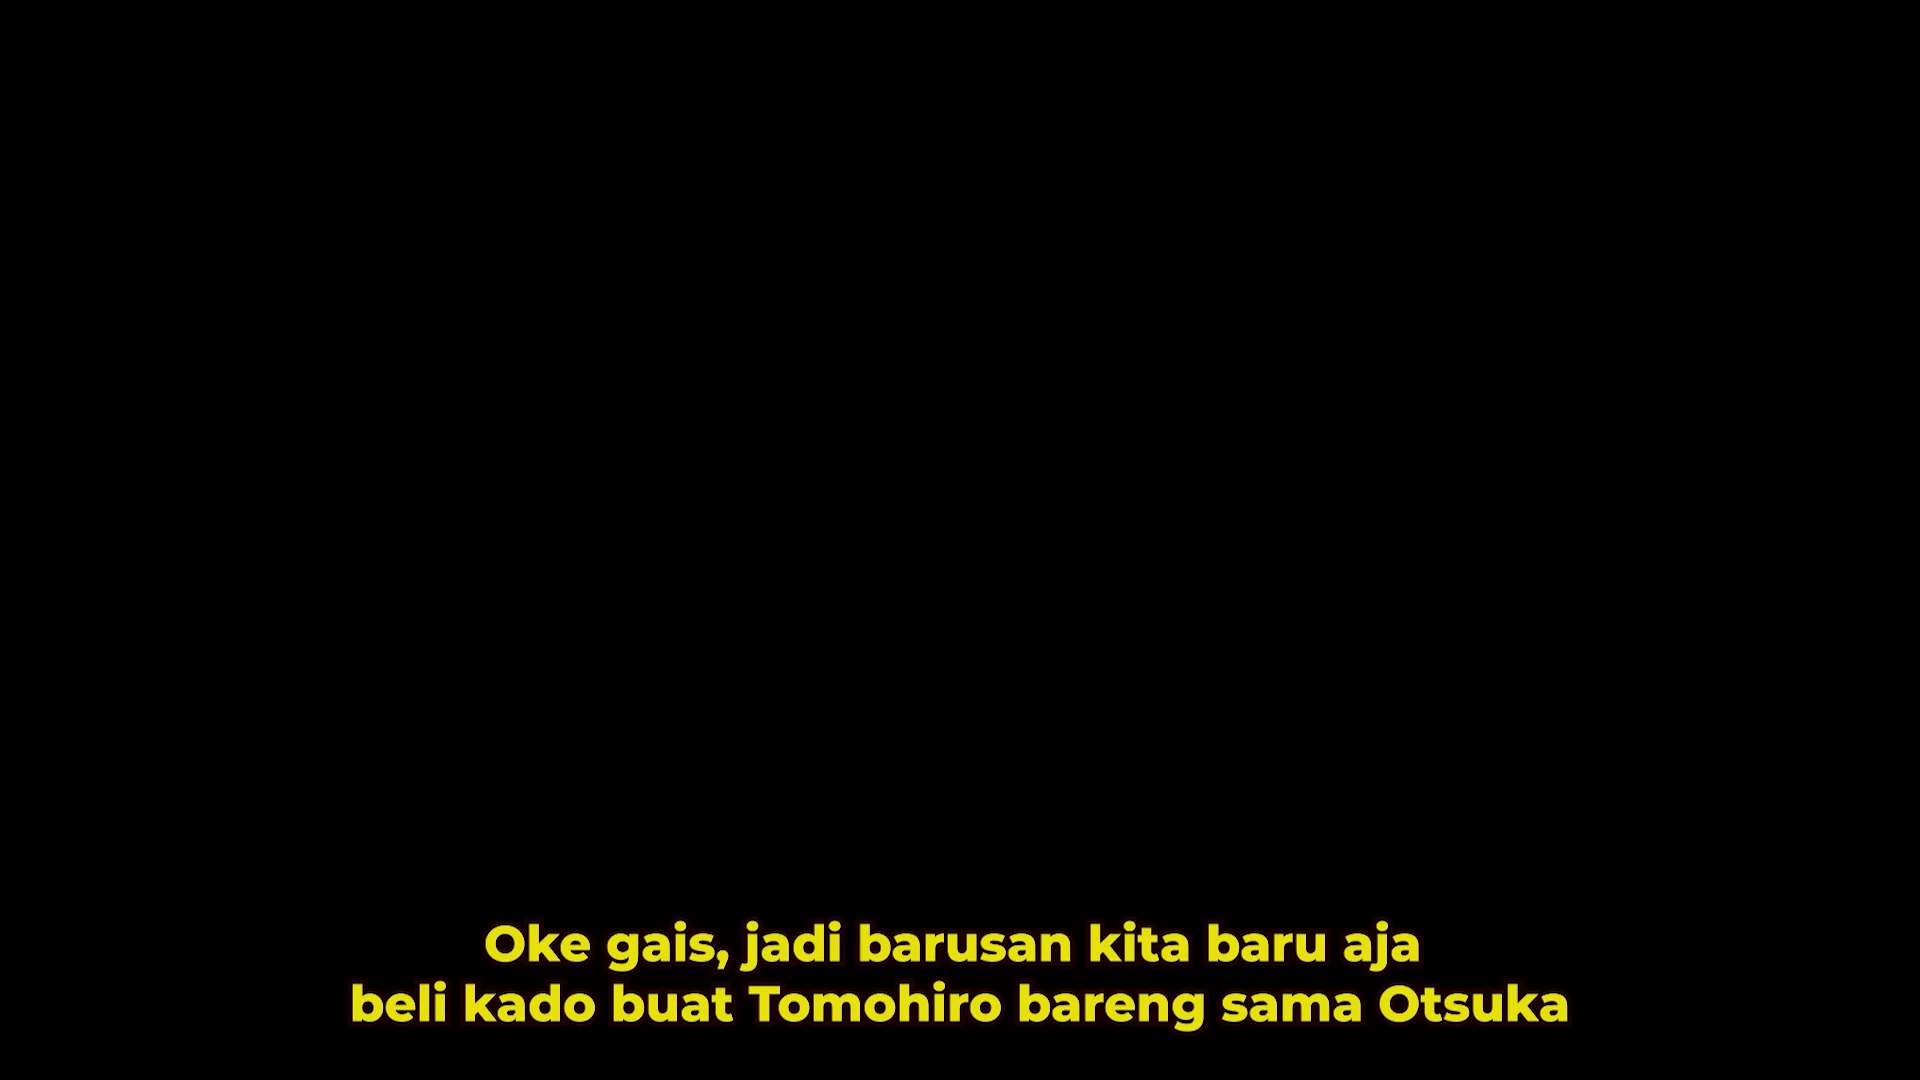 Oke gais, jadi barusan kita baru aja
beli kado buat Tomohiro bareng sama Otsuka